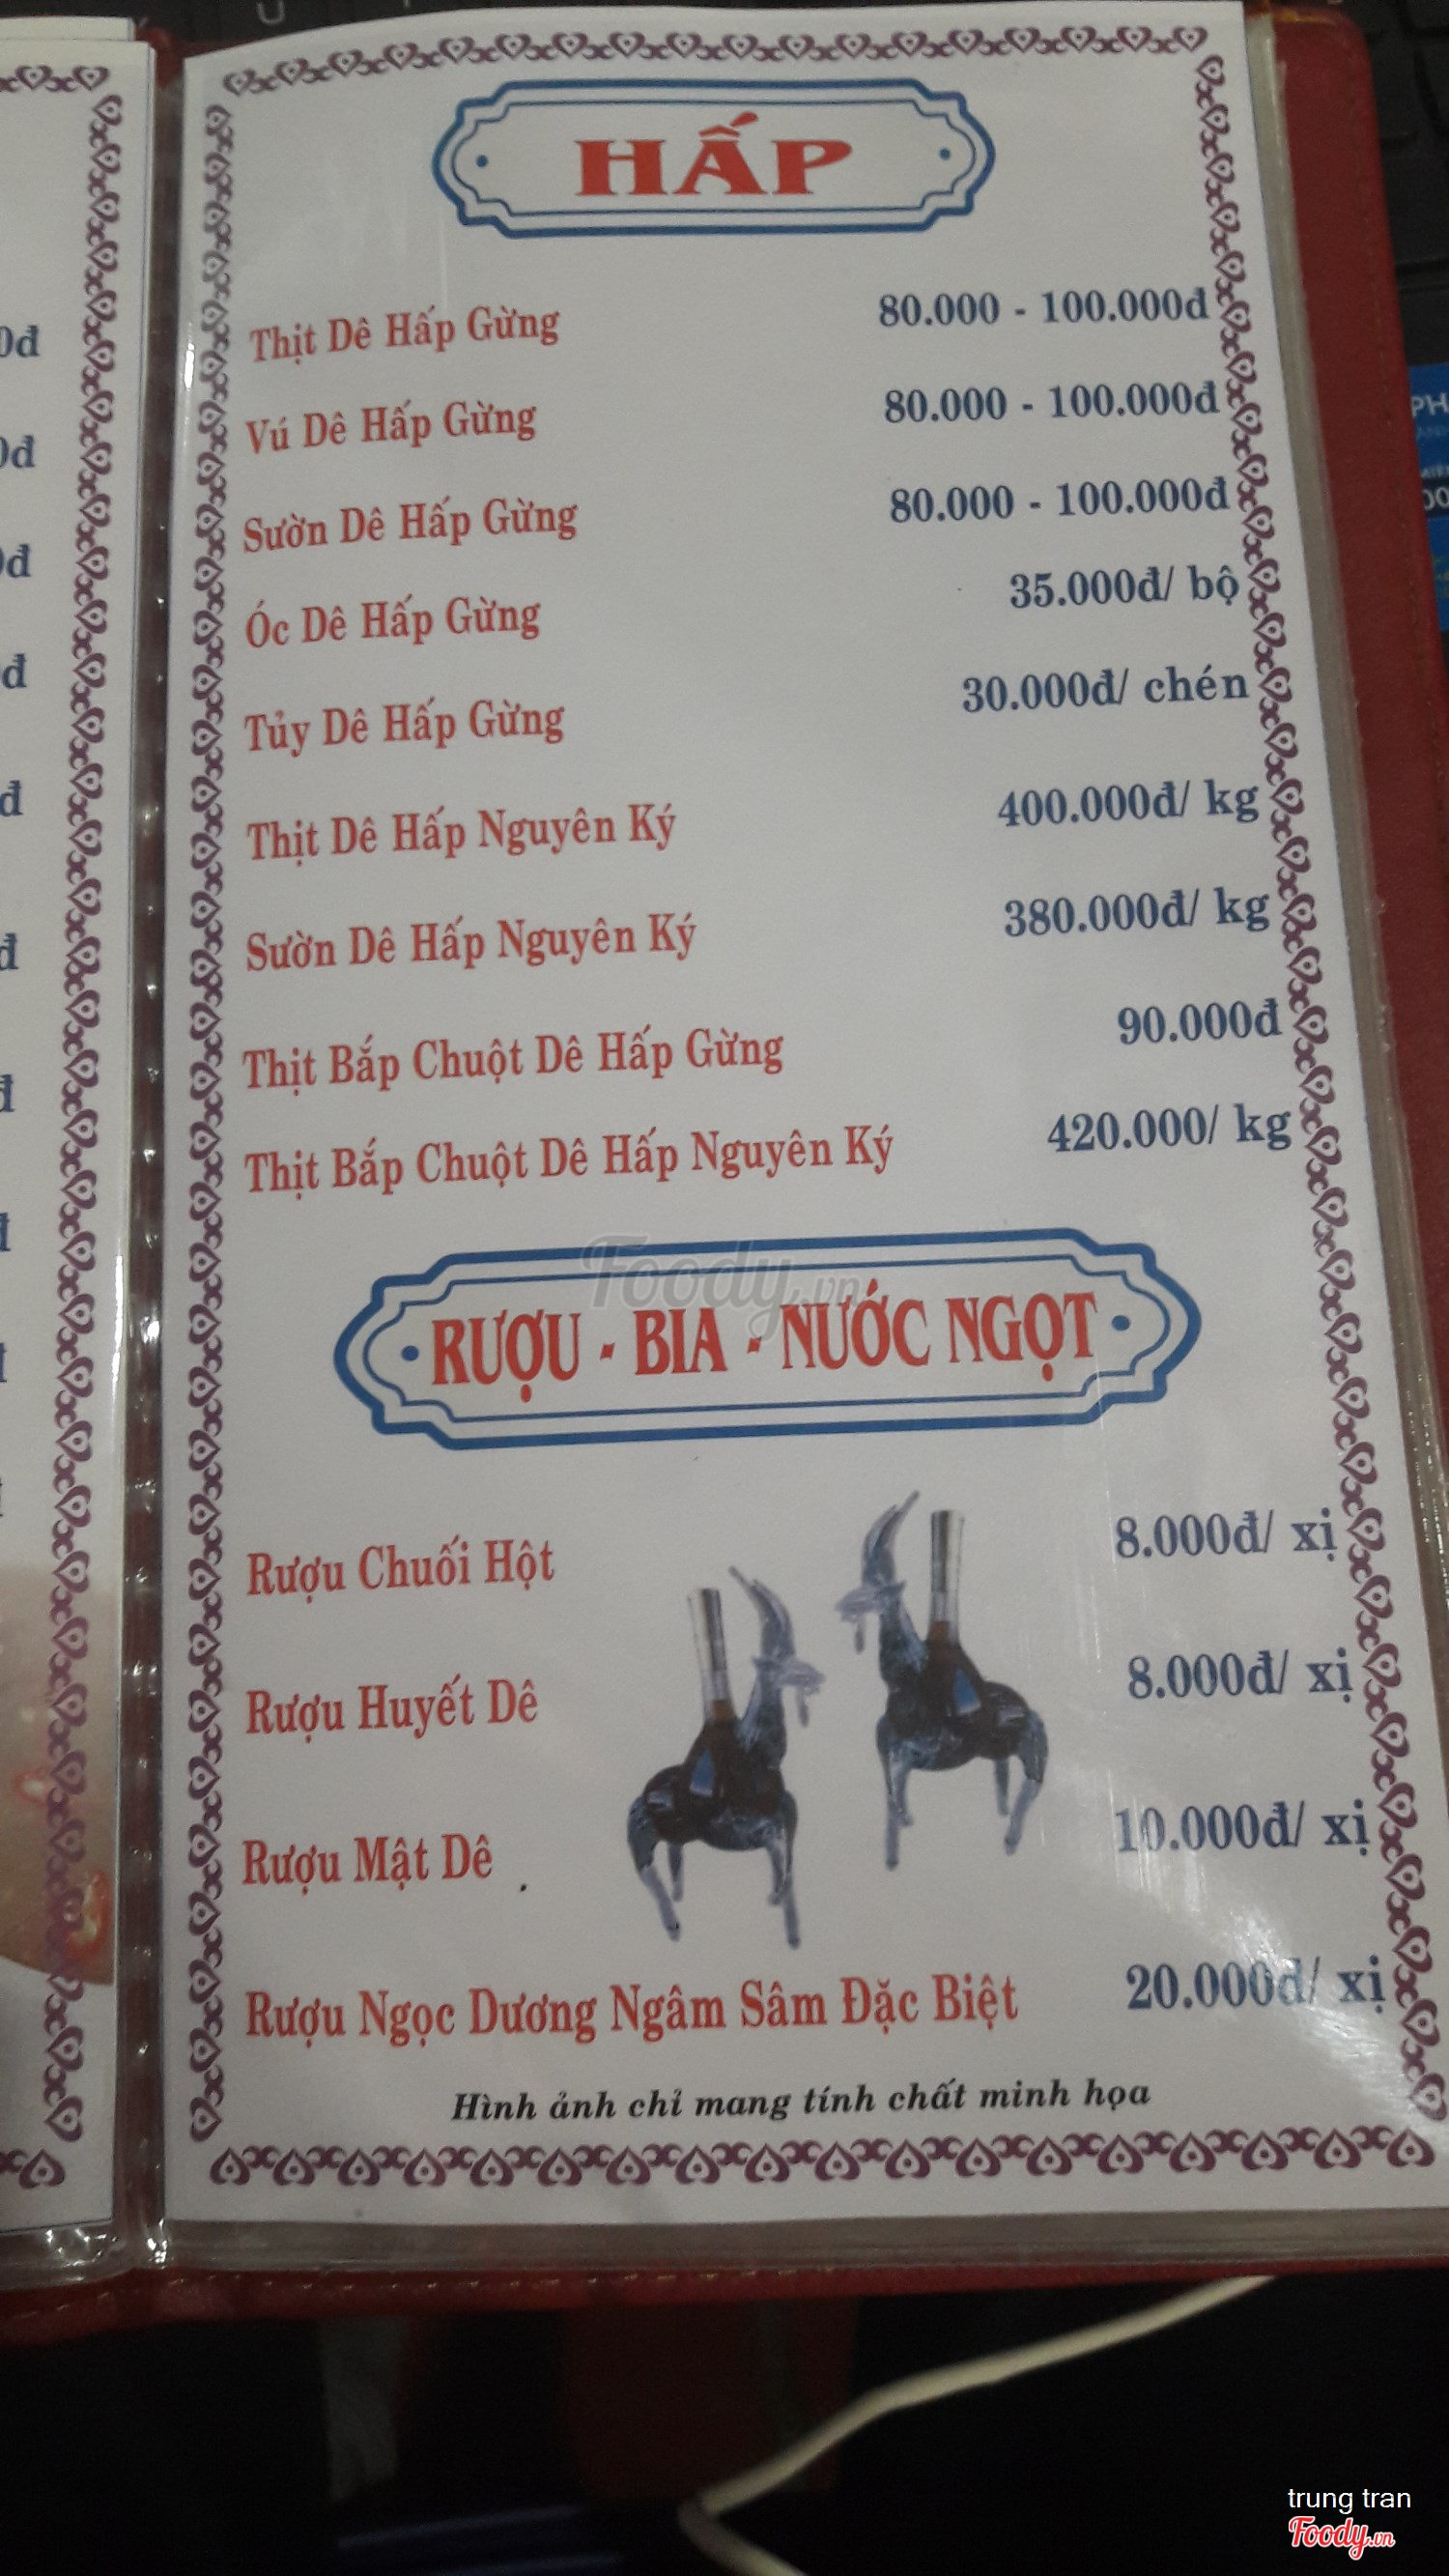 HẤP
Thịt Dê Hấp Gừng 80.000 - 100.000đ
Vú Dê Hấp Gừng 80.000 - 100.000đ
Sườn Dê Hấp Gừng 80.000 - 100.000đ
Óc Dê Hấp Gừng 35.000đ/ bộ
Tủy Dê Hấp Gừng 30.000đ/ chén
Thịt Dê Hấp Nguyên Ký 400.000đ/ kg
Sườn Dê Hấp Nguyên Ký 380.000đ/ kg
Thịt Bắp Chuột Dê Hấp Gừng 90.000đ
Thịt Bắp Chuột Dê Hấp Nguyên Ký 420.000/ kg
Foody.vn
RƯỢU - BIA - NƯỚC NGỌT
Rượu Chuối Hột 8.000đ/ xị
Rượu Huyết Dê 8.000đ/ xị
Rượu Mật Dê 10.000đ/ xị
Rượu Ngọc Dương Ngâm Sâm Đặc Biệt 20.000đ/ xị
Hình ảnh chỉ mang tính chất minh họa
trung tran
Foody.vn